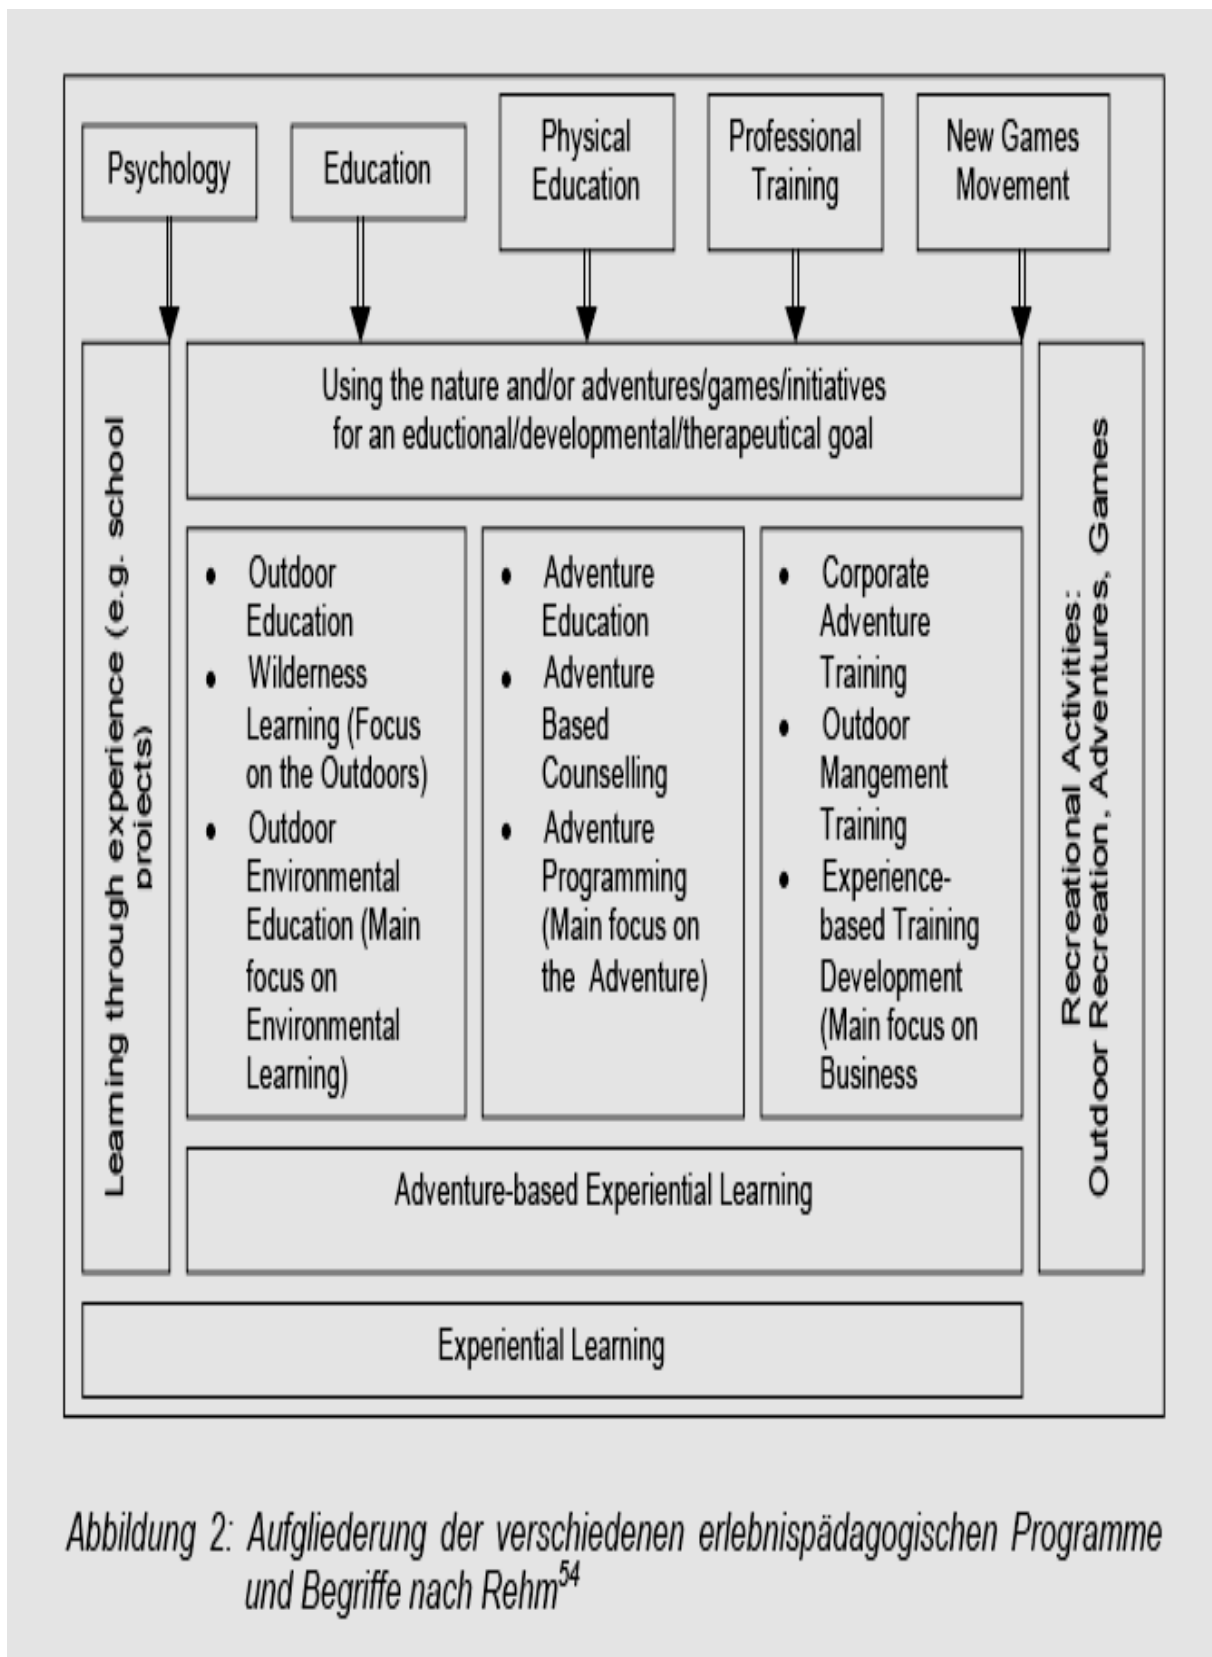 Psychology
Education
Physical
Education
Professional
Training
New Games
Movement
Using the nature and/or adventures/games/initiatives
for an eductional/developmental/therapeutical goal
Learning through experience (e.g. school
projects)
• Outdoor
Education
• Wilderness
Learning (Focus
on the Outdoors)
• Outdoor
Environmental
Education (Main
focus on
Environmental
Learning)
• Adventure
Education
• Adventure
Based
Counselling
• Adventure
Programming
(Main focus on
the Adventure)
• Corporate
Adventure
Training
• Outdoor
Mangement
Training
• Experience-
based Training
Development
(Main focus on
Business
Recreational Activities:
Outdoor Recreation, Adventures, Games
Adventure-based Experiential Learning
Experiential Learning
Abbildung 2: Aufgliederung der verschiedenen erlebnispädagogischen Programme
und Begriffe nach Rehm54